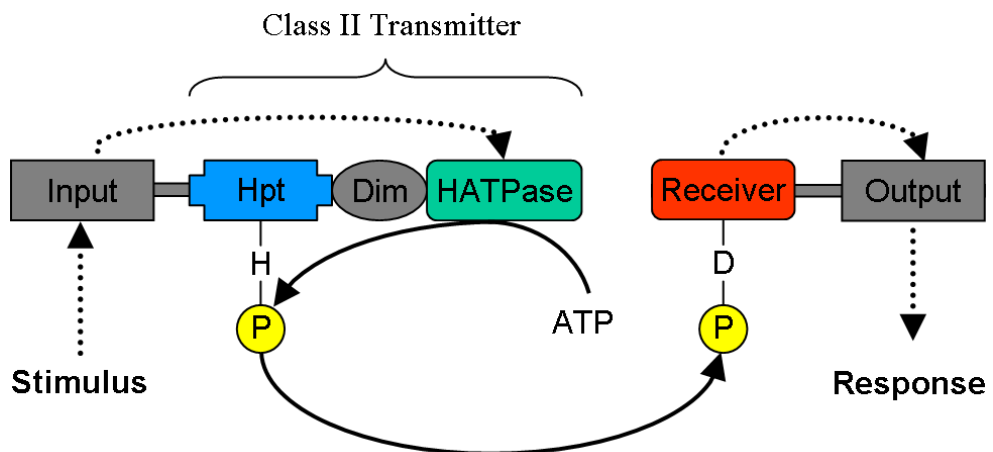 Class II Transmitter
Input Hpt Dim HATPase Receiver Output
H D
P ATP P
Stimulus Response